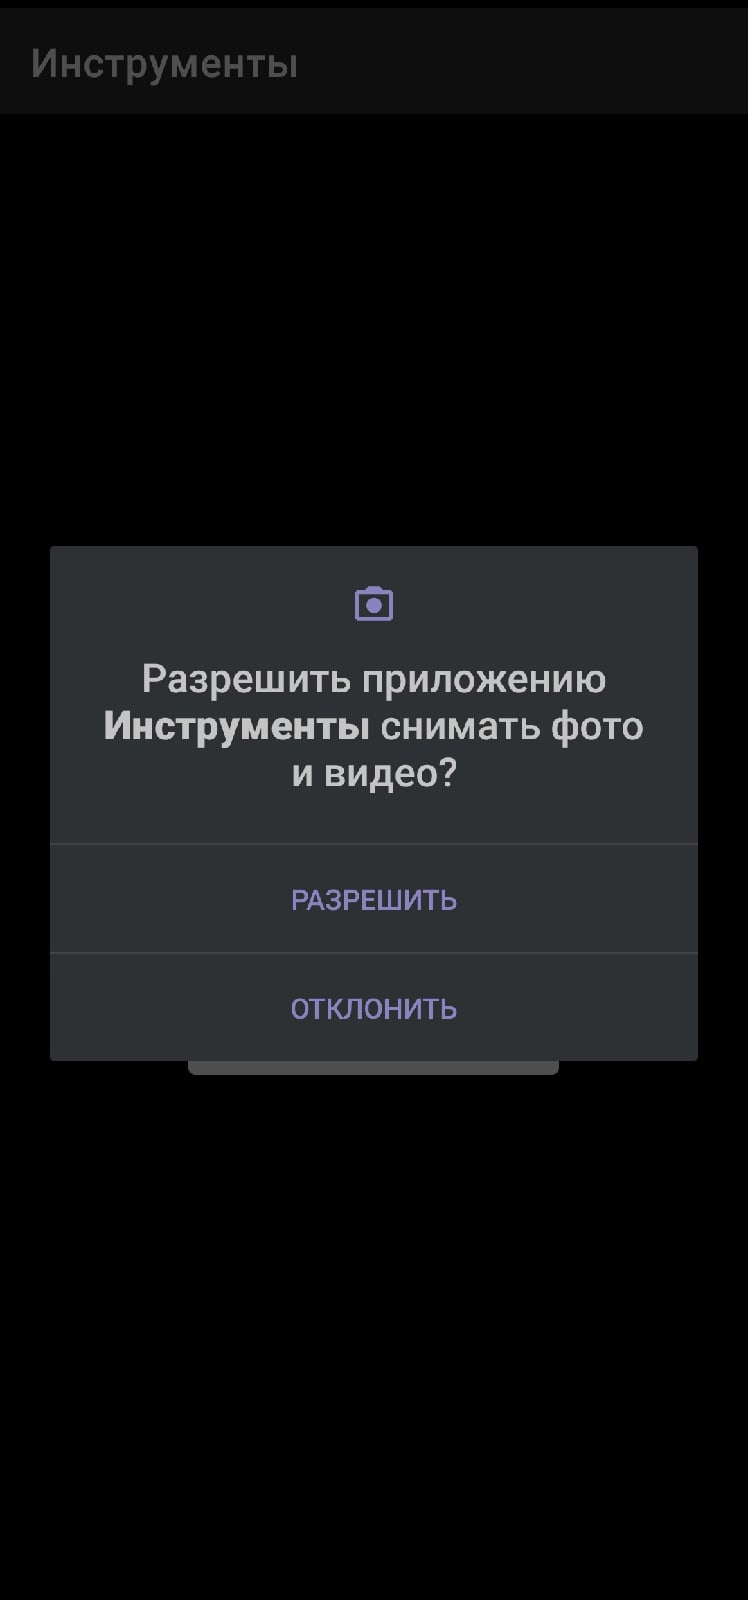 Инструменты
Разрешить приложению
Инструменты снимать фото
и видео?
РАЗРЕШИТЬ
ОТКЛОНИТЬ